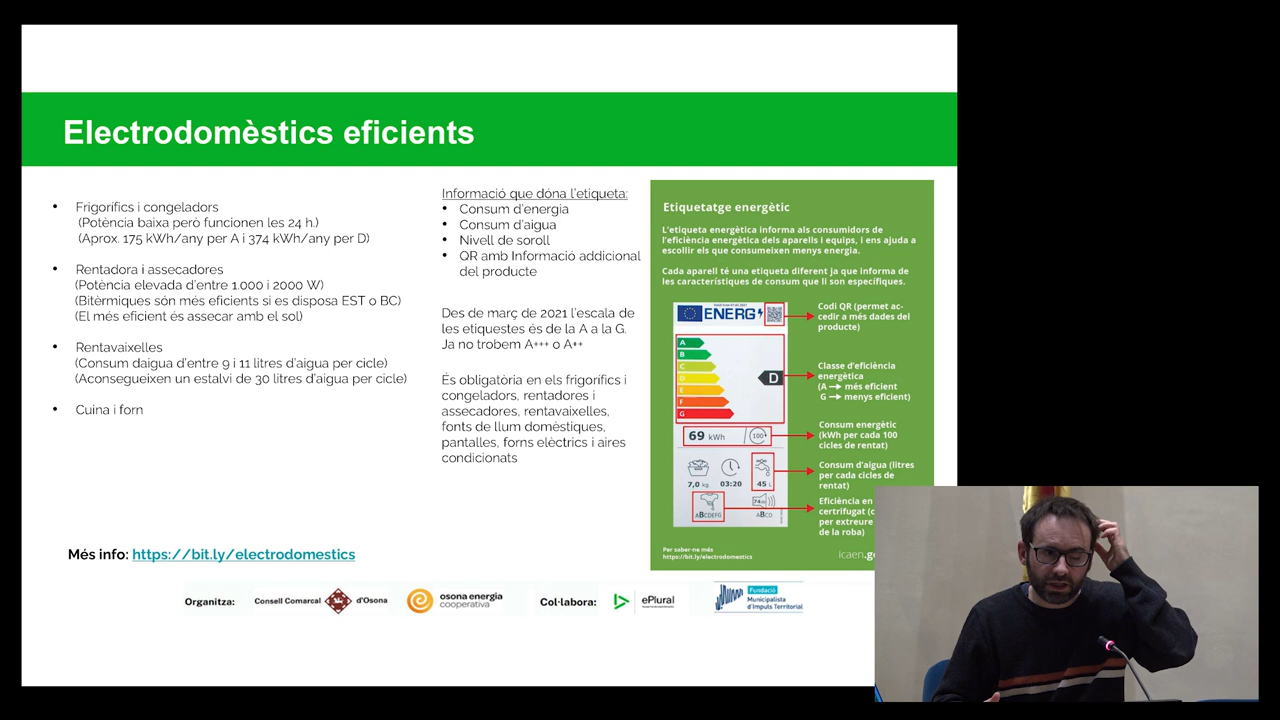 Electrodomèstics eficients
• Frigorífics i congeladors
(Potència baixa però funcionen les 24 h.)
(Aprox. 175 kWh/any per A i 374 kWh/any per D)
• Rentadora i assecadores
(Potència elevada d'entre 1.000 i 2000 W)
(Bitèrmiques són més eficients si es disposa EST o BC)
(El més eficient és assecar amb el sol)
• Rentavaixelles
(Consum daigua d'entre 9 i 11 litres d'aigua per cicle)
(Aconsegueixen un estalvi de 30 litres d'aigua per cicle)
• Cuina i forn
Més info: https://bit.ly/electrodomestics
Informació que dóna l'etiqueta:
• Consum d'energia
• Consum d'aigua
• Nivell de soroll
• QR amb Informació addicional
del producte
Des de març de 2021 l'escala de
les etiquestes és de la A a la G.
Ja no trobem A+++ o A++
És obligatòria en els frigorífics i
congeladors, rentadores i
assecadores, rentavaixelles,
fonts de llum domèstiques,
pantalles, forns elèctrics i aires
condicionats
Etiquetatge energètic
L'etiqueta energètica informa als consumidors de
l'eficiència energètica dels aparells i equips, i ens ajuda a
escollir els que consumeixen menys energia.
Cada aparell té una etiqueta diferent ja que informa de
les característiques de consum que li son específiques.
ENERG
A
B
C
D
E
F
G
D
69 kWh
100
7,0 kg
03:20
45 L
ABCDEFG
ABCD
Codi QR (permet ac-
cedir a més dades del
producte)
Classe d'eficiència
energètica
(A → més eficient
G → menys eficient)
Consum energètic
(kWh per cada 100
cicles de rentat)
Consum d'aigua (litres
per cada cicles de
rentat)
Eficiència en
certrifugat (c
per extreure
de la roba)
Per saber-ne més
https://bit.ly/electrodomestics
icaen.ge
Organitza:
Consell Comarcal d'Osona
osona energia
cooperativa
Col·labora:
ePlural
Fundació
Municipalista
d'Impuls Territorial